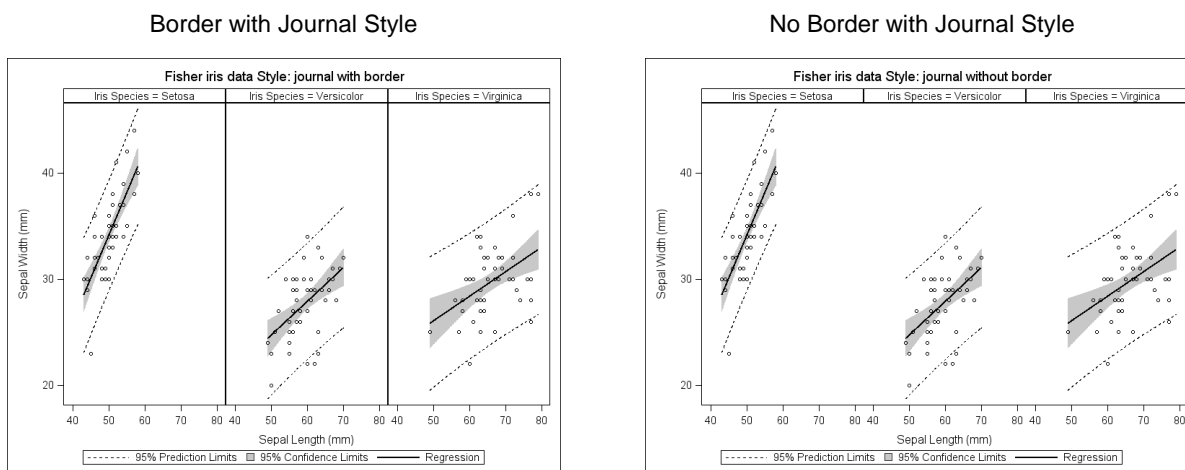 Border with Journal Style
Fisher iris data Style: journal with border
Iris Species = Setosa
Iris Species = Versicolor
Iris Species = Virginica
Sepal Width (mm)
40
30
20
40 50 60 70 80
40 50 60 70 80
40 50 60 70 80
Sepal Length (mm)
95% Prediction Limits
95% Confidence Limits
Regression
No Border with Journal Style
Fisher iris data Style: journal without border
Iris Species = Setosa
Iris Species = Versicolor
Iris Species = Virginica
Sepal Width (mm)
40
30
20
40 50 60 70 80
40 50 60 70 80
40 50 60 70 80
Sepal Length (mm)
95% Prediction Limits
95% Confidence Limits
Regression